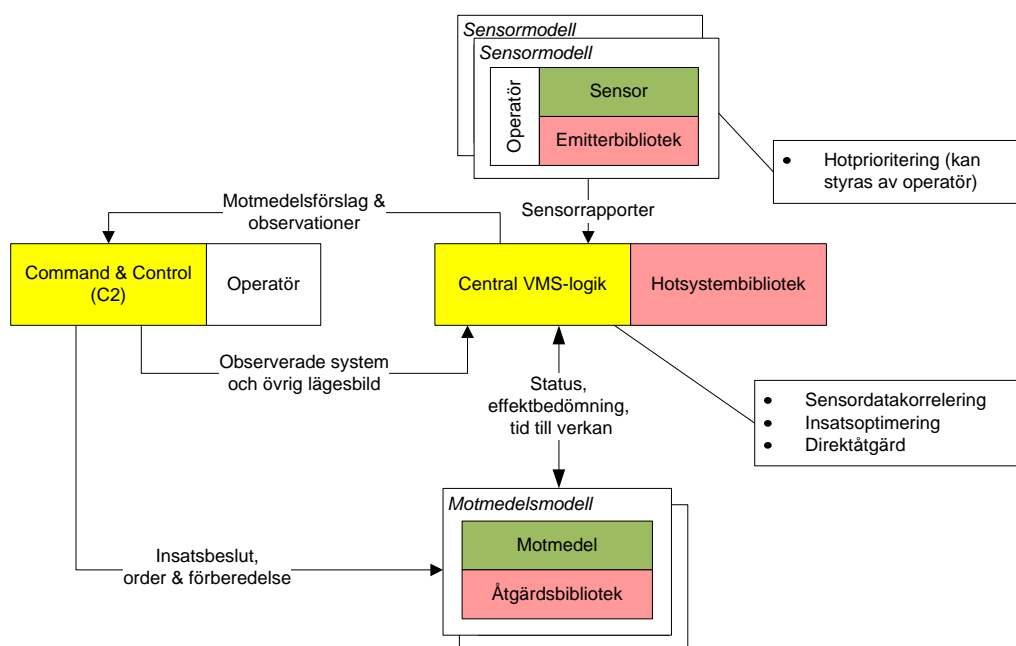 Sensormodell
Sensormodell
Operatör
Sensor
Emitterbibliotek
Hotprioritering (kan
styras av operatör)
Motmedelsförslag &
observationer
Sensorrapporter
Command & Control
(C2)
Operatör
Central VMS-logik
Hotsystembibliotek
Observerade system
och övrig lägesbild
Status,
effektbedömning,
tid till verkan
Sensordatakorrelering
Insatsoptimering
Direktåtgärd
Motmedelsmodell
Motmedel
Åtgärdsbibliotek
Insatsbeslut,
order & förberedelse